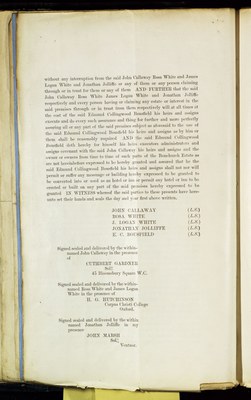 without any interruption from the said John Callaway Rosa White and James
Logan White and Jonathan Jolliffe or any of them or any person claiming
through or in trust for them or any of them AND FURTHER that the said
John Callaway Rosa White James Logan White and Jonathan Jolliffe
respectively and every person having or claiming any estate or interest in the
said premises through or in trust from them respectively will at all times at
the cost of the said Edmund Collingwood Bousfield his heirs and assigns
execute and do every such assurance and thing for further and more perfectly
assuring all or any part of the said premises subject as aforesaid to the use of
the said Edmund Collingwood Bousfield his heirs and assigns as by him or
them shall be reasonably required AND the said Edmund Collingwood
Bousfield doth hereby for himself his heirs executors administrators and
assigns covenant with the said John Callaway his heirs and assigns and the
owner or owners from time to time of such parts of the
are not hereinbefore expressed to be hereby granted and conveyed that he the
said Edmund Collingwood Bousfield his heirs and assigns shall not nor will
permit or suffer any messuage or building hereby expressed to be granted to
be converted into or used as an hotel or inn or permit any hotel or inn to be
erected or built on any part of the said premises hereby expressed to be
granted IN WITNESS whereof the said parties to these presents have hereunto
set their hands and seals the day and year first above written.
JOHN CALLAWAY (L.S)
ROSA WHITE (L.S)
J. LOGAN WHITE (L.S)
JONATHAN JOLLIFFE (L.S)
E. C. BOUSFIELD (L.S)
Signed sealed and delivered by the within-
named John Callaway in the presence
of
CUTHBERT GARDNER
Solr.
45 Bloomsbury Square W.C.
Signed sealed and delivered by the within-
named Rosa White and James Logan
White in the presence of
H. G. HUTCHINSON
Corpus Christi College
Oxford.
Signed sealed and delivered by the within
named Jonathan Jolliffe in my
presence
JOHN MARSH
Solr.
Yeovil